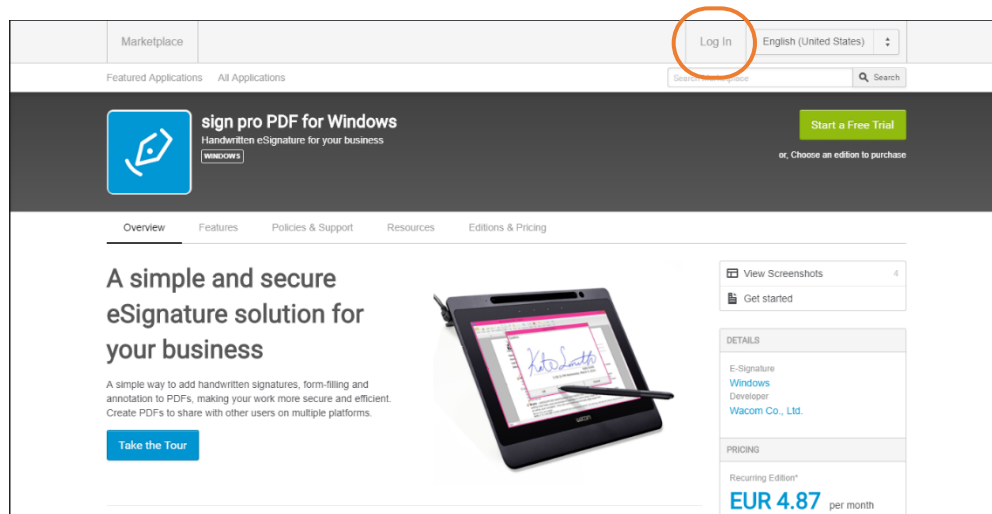 Marketplace
Log In
English (United States)
Featured Applications All Applications
Search Marketplace
Search
sign pro PDF for Windows
Handwritten eSignature for your business
WINDOWS
Start a Free Trial
or, Choose an edition to purchase
Overview Features Policies & Support Resources Editions & Pricing
A simple and secure
eSignature solution for
your business
A simple way to add handwritten signatures, form-filling and
annotation to PDFs, making your work more secure and efficient.
Create PDFs to share with other users on multiple platforms.
Take the Tour
wacom
View Screenshots 4
Get started
DETAILS
E-Signature
Windows
Developer
Wacom Co., Ltd.
PRICING
Recurring Edition*
EUR 4.87 per month